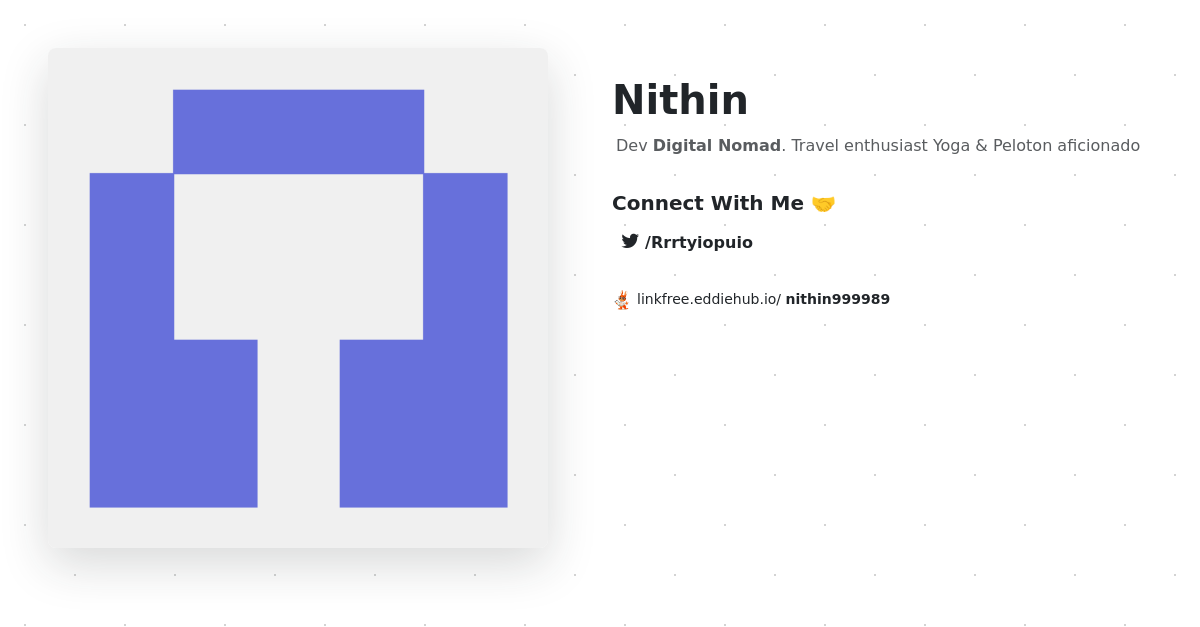 Nithin
Dev Digital Nomad. Travel enthusiast Yoga & Peloton aficionado
Connect With Me 🤝
/Rrrtyiopuio
linkfree.eddiehub.io/ nithin999989